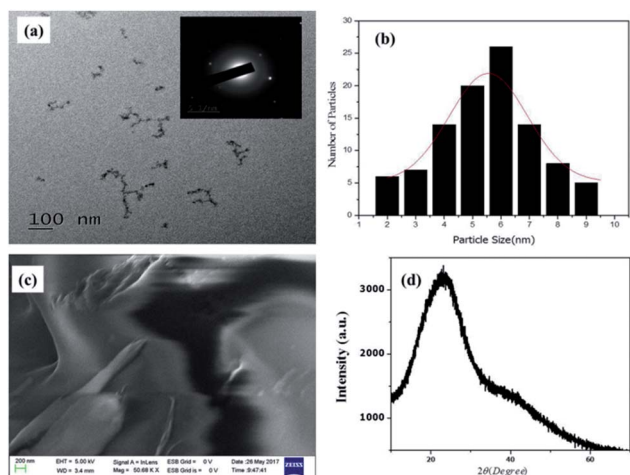 (a)
100 nm
(b)
Number of Particles
30
25
20
15
10
5
0
1 2 3 4 5 6 7 8 9 10
Particle Size(nm)
(c)
200 nm
EHT = 5.00 kV
WD = 3.4 mm
Signal A = InLens
Mag = 50.68 K X
ESB Grid = 0 V
ESB Grid is = 0 V
Date :26 May 2017
Time :9:47:41
ZEISS
(d)
Intensity (a.u.)
3000
2000
1000
20 40 60
2θ(Degree)